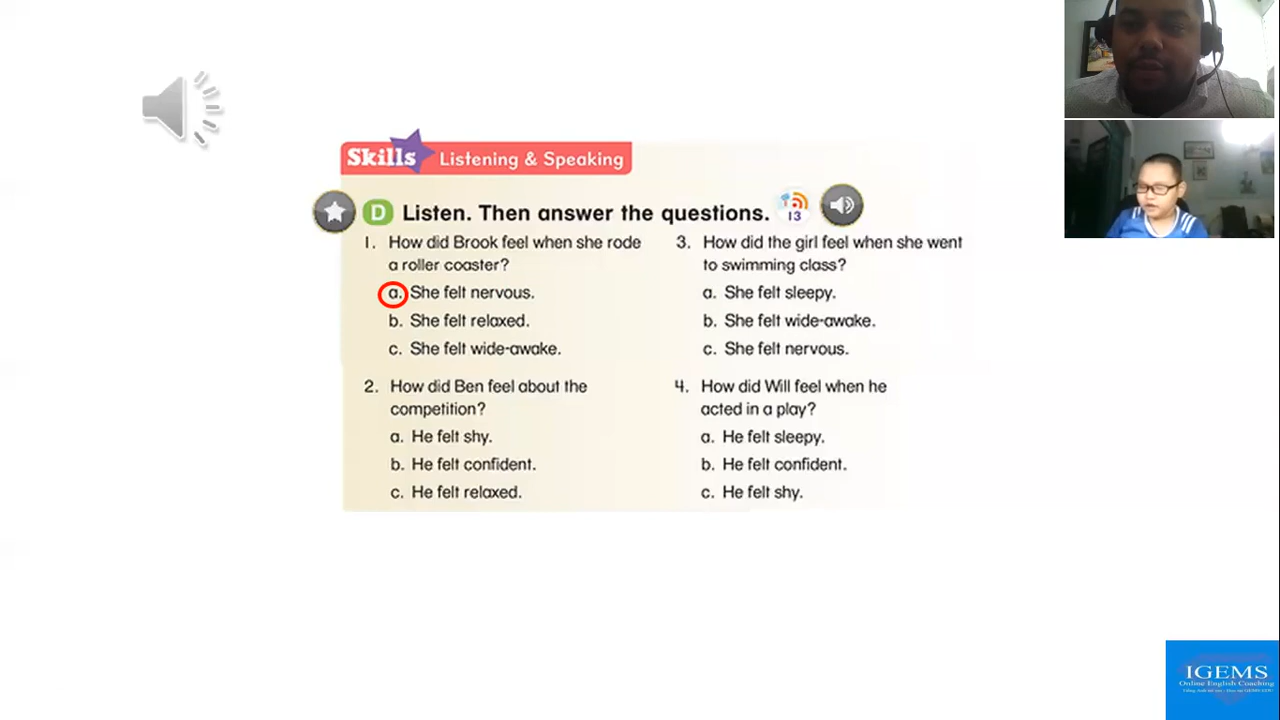 Skills Listening & Speaking
D Listen. Then answer the questions. 13
1. How did Brook feel when she rode
a roller coaster?
a. She felt nervous.
b. She felt relaxed.
c. She felt wide-awake.
2. How did Ben feel about the
competition?
a. He felt shy.
b. He felt confident.
c. He felt relaxed.
3. How did the girl feel when she went
to swimming class?
a. She felt sleepy.
b. She felt wide-awake.
c. She felt nervous.
4. How did Will feel when he
acted in a play?
a. He felt sleepy.
b. He felt confident.
c. He felt shy.
IGEMS
Online English Coaching